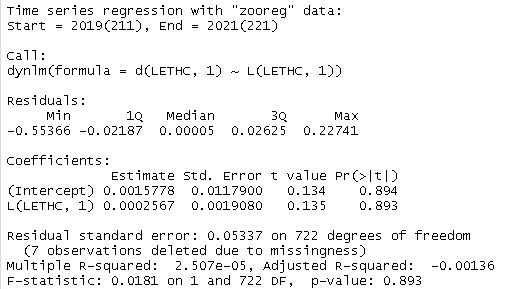 Time series regression with "zooreg" data:
Start = 2019(211), End = 2021(221)
Call:
dynlm(formula = d(LETHC, 1) ~ L(LETHC, 1))
Residuals:
Min 1Q Median 3Q Max
-0.55366 -0.02187 0.00005 0.02625 0.22741
Coefficients:
Estimate Std. Error t value Pr(>|t|)
(Intercept) 0.0015778 0.0117900 0.134 0.894
L(LETHC, 1) 0.0002567 0.0019080 0.135 0.893
Residual standard error: 0.05337 on 722 degrees of freedom
(7 observations deleted due to missingness)
Multiple R-squared: 2.507e-05, Adjusted R-squared: -0.00136
F-statistic: 0.0181 on 1 and 722 DF, p-value: 0.893